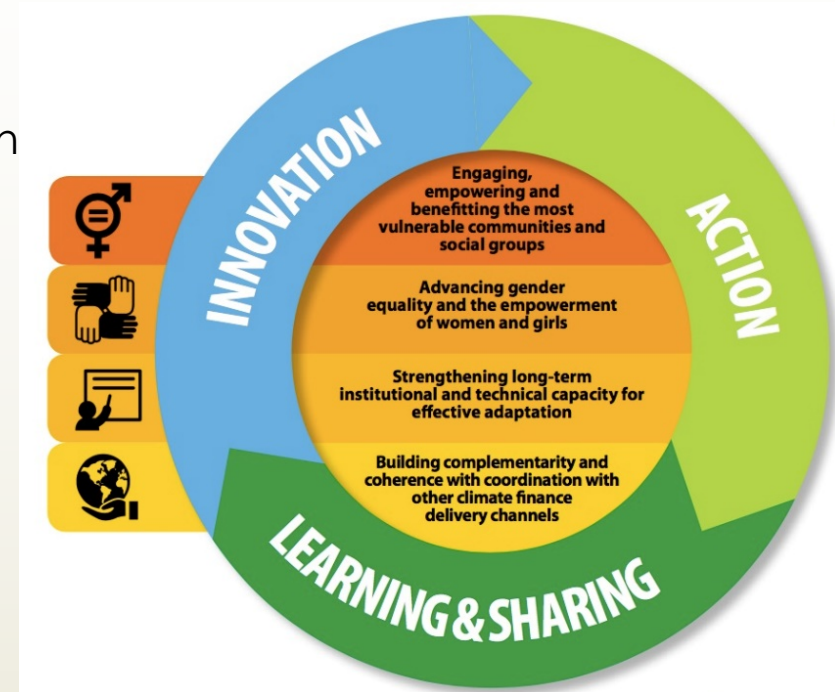 n
INNOVATION
ACTION
LEARNING & SHARING
Engaging,
empowering and
benefitting the most
vulnerable communities and
social groups
Advancing gender
equality and the empowerment
of women and girls
Strengthening long-term
institutional and technical capacity for
effective adaptation
Building complementarity and
coherence with coordination with
other climate finance
delivery channels